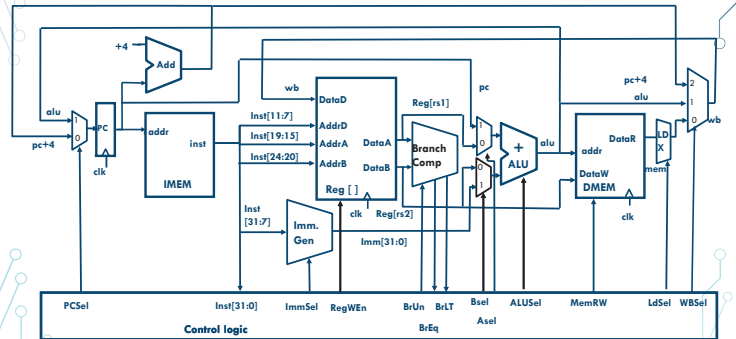 +4
Add
pc
pc+4
alu
wb
alu
pc+4
1
0
PC
clk
addr
inst
IMEM
Inst[11:7]
Inst[19:15]
Inst[24:20]
DataD
AddrD
AddrA
AddrB
DataA
DataB
Reg [ ]
clk
Reg[rs1]
Reg[rs2]
Branch
Comp
1
0
0
1
+
ALU
alu
addr
DataR
DataW
DMEM
clk
LD
X
mem
2
1
0
wb
Inst
[31:7]
Imm.
Gen
Imm[31:0]
PCSel
Inst[31:0]
ImmSel
RegWEn
BrUn
BrEq
BrLT
Bsel
Asel
ALUSel
MemRW
LdSel
WBSel
Control logic